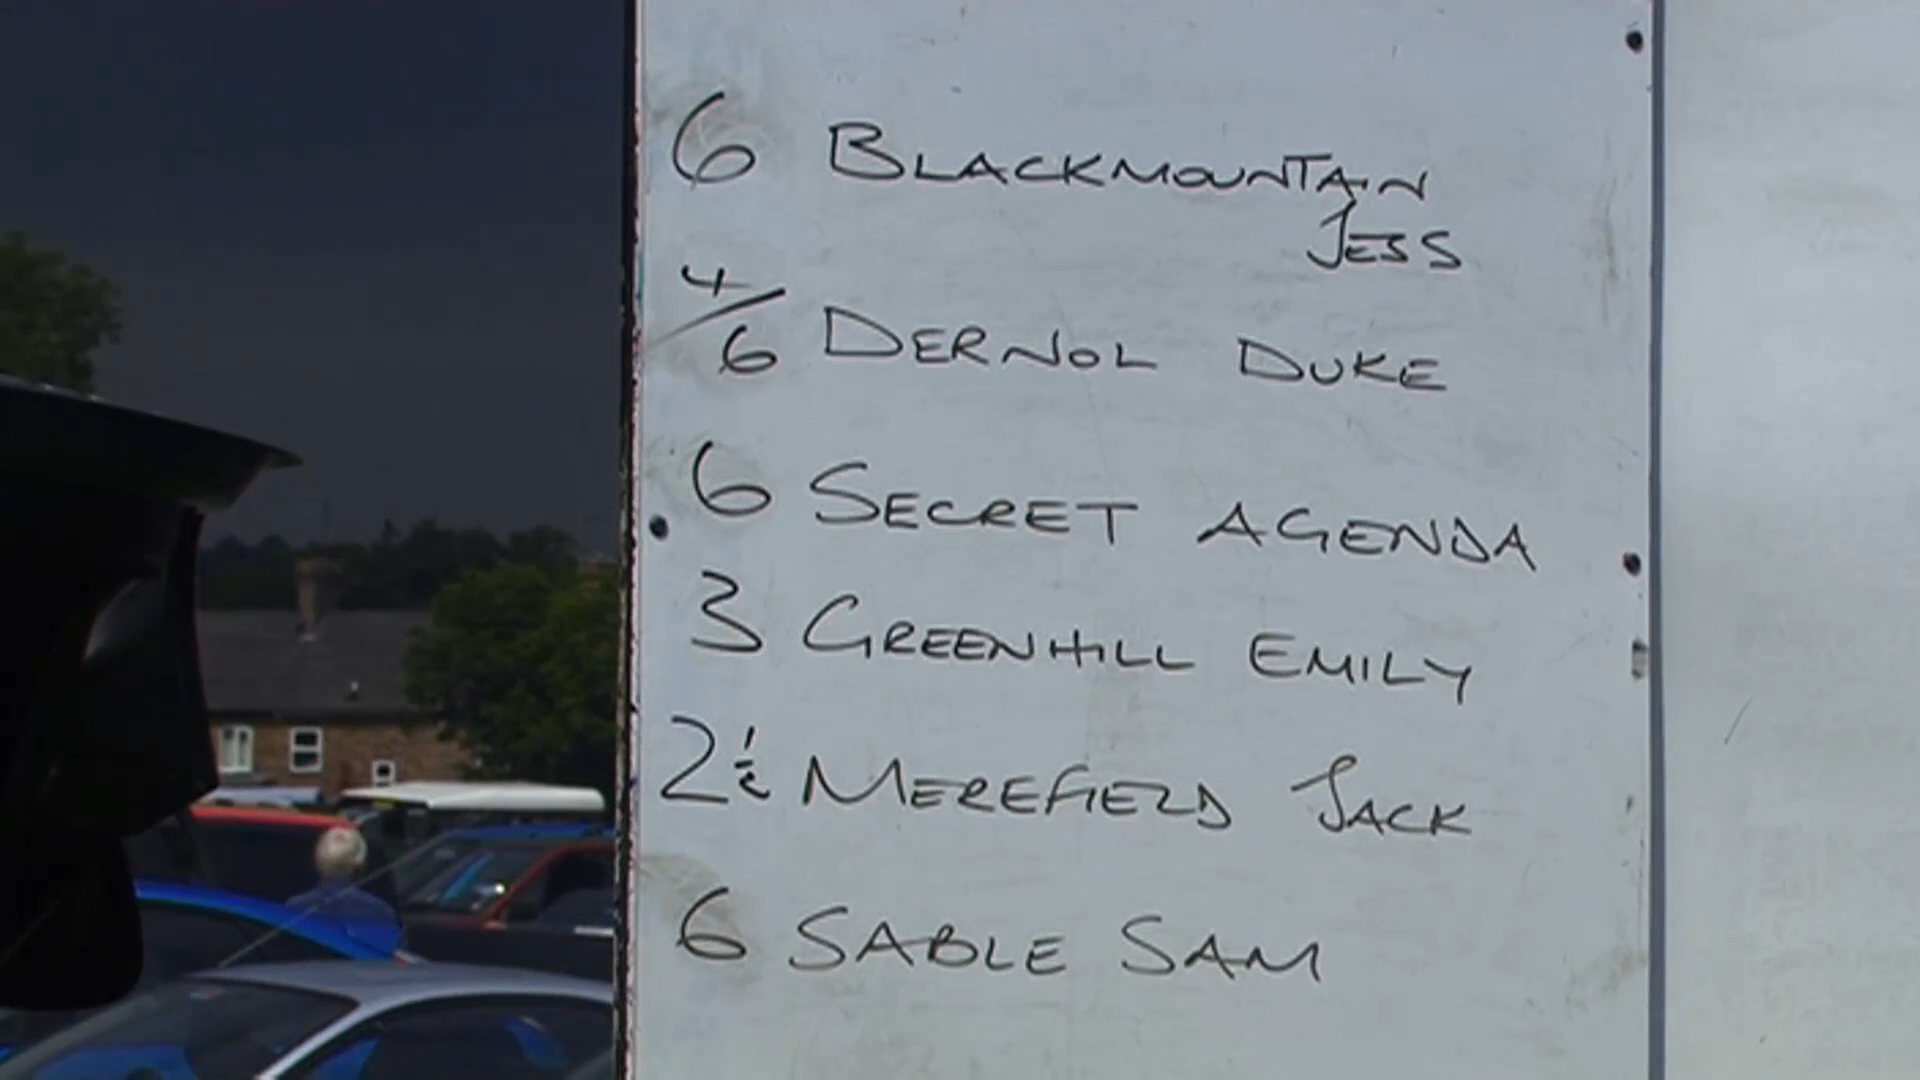 6 BLACKMOUNTAIN
JESS
4/6 DERNOL DUKE
6 SECRET AGENDA
3 GREENHILL EMILY
2½ MEREFIELD JACK
6 SABLE SAM